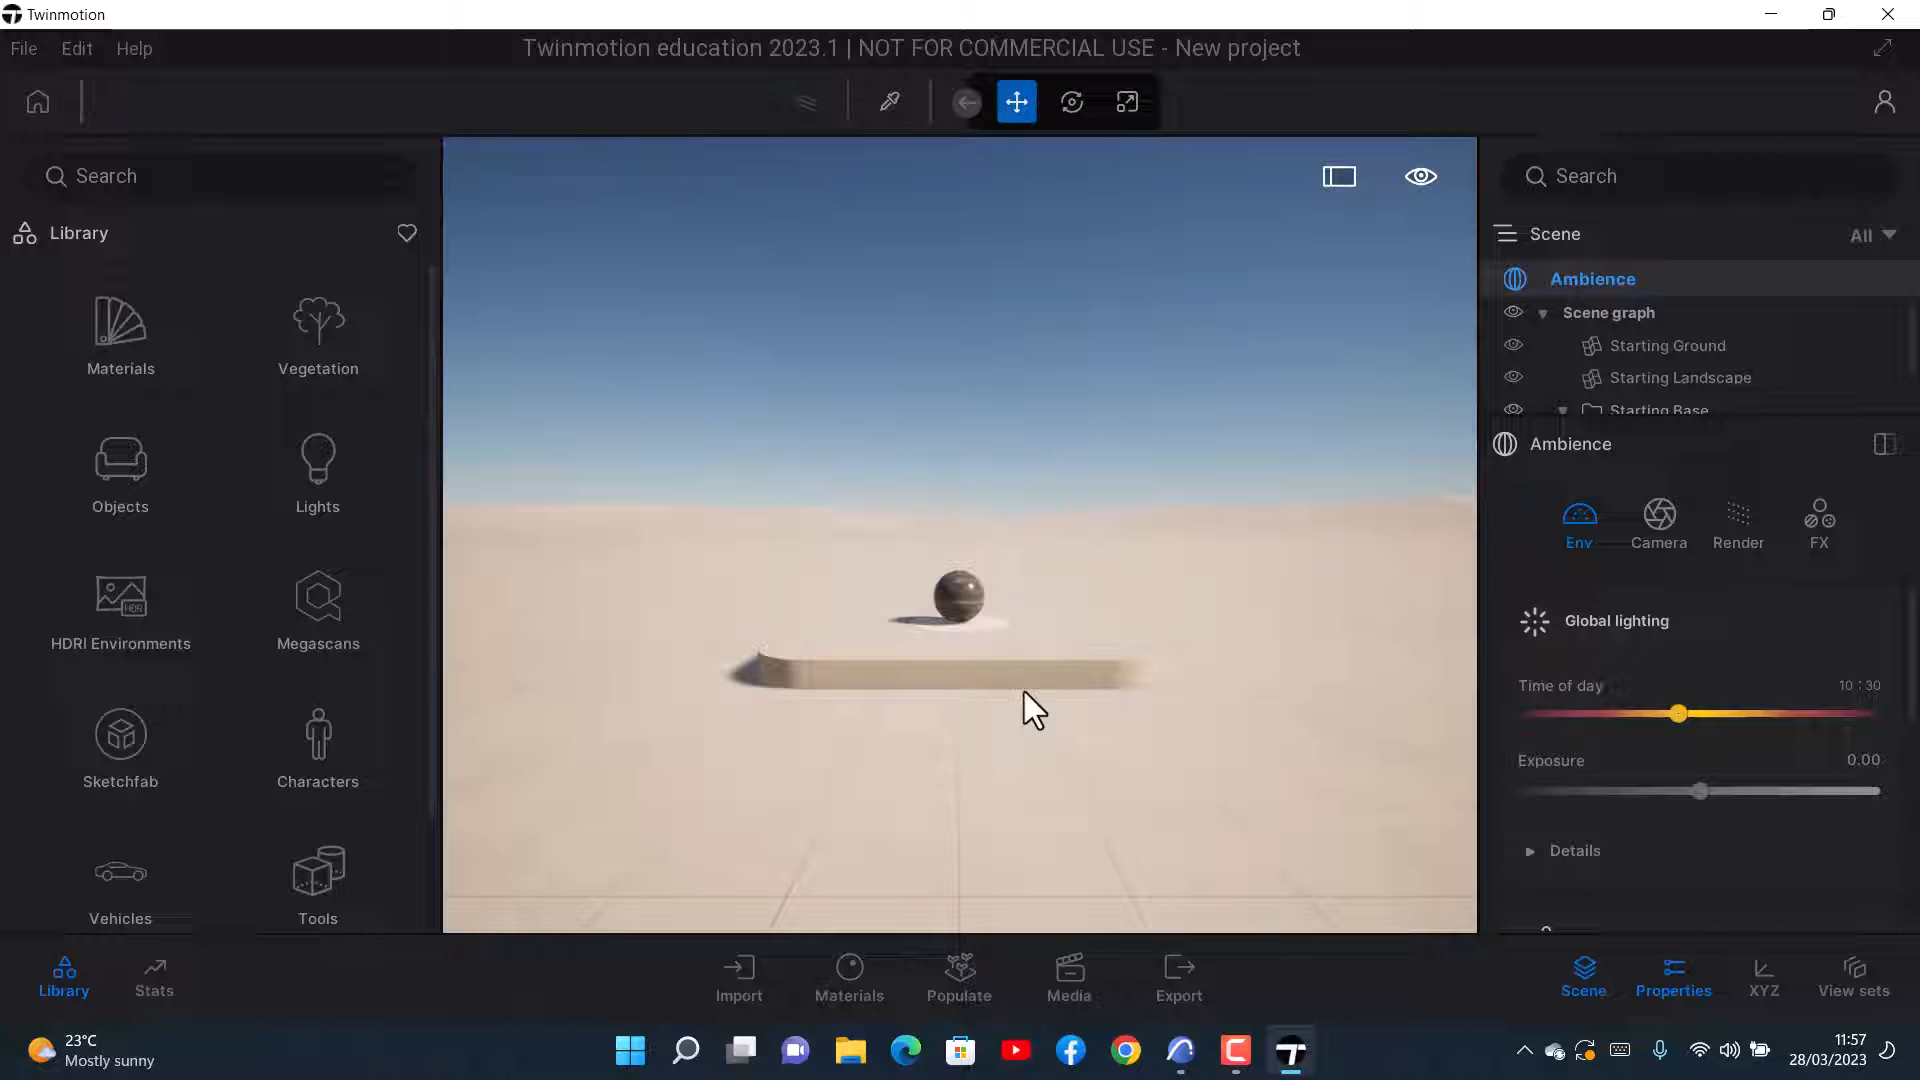 Twinmotion
File Edit Help
Twinmotion education 2023.1 | NOT FOR COMMERCIAL USE - New project
Search
Library
Materials
Vegetation
Objects
Lights
HDR
HDRI Environments
Megascans
Sketchfab
Characters
Vehicles
Tools
Search
Scene
All
Ambience
Scene graph
Starting Ground
Starting Landscape
Starting Base
Ambience
Env
Camera
Render
FX
Global lighting
Time of day 10:30
Exposure 0.00
Details
Library
Stats
Import
Materials
Populate
Media
Export
Scene
Properties
XYZ
View sets
23°C
Mostly sunny
11:57
28/03/2023